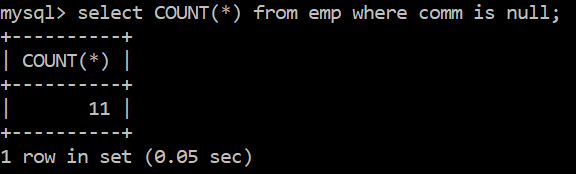 mysql> select COUNT(*) from emp where comm is null;
+----------+
| COUNT(*) |
+----------+
|       11 |
+----------+
1 row in set (0.05 sec)